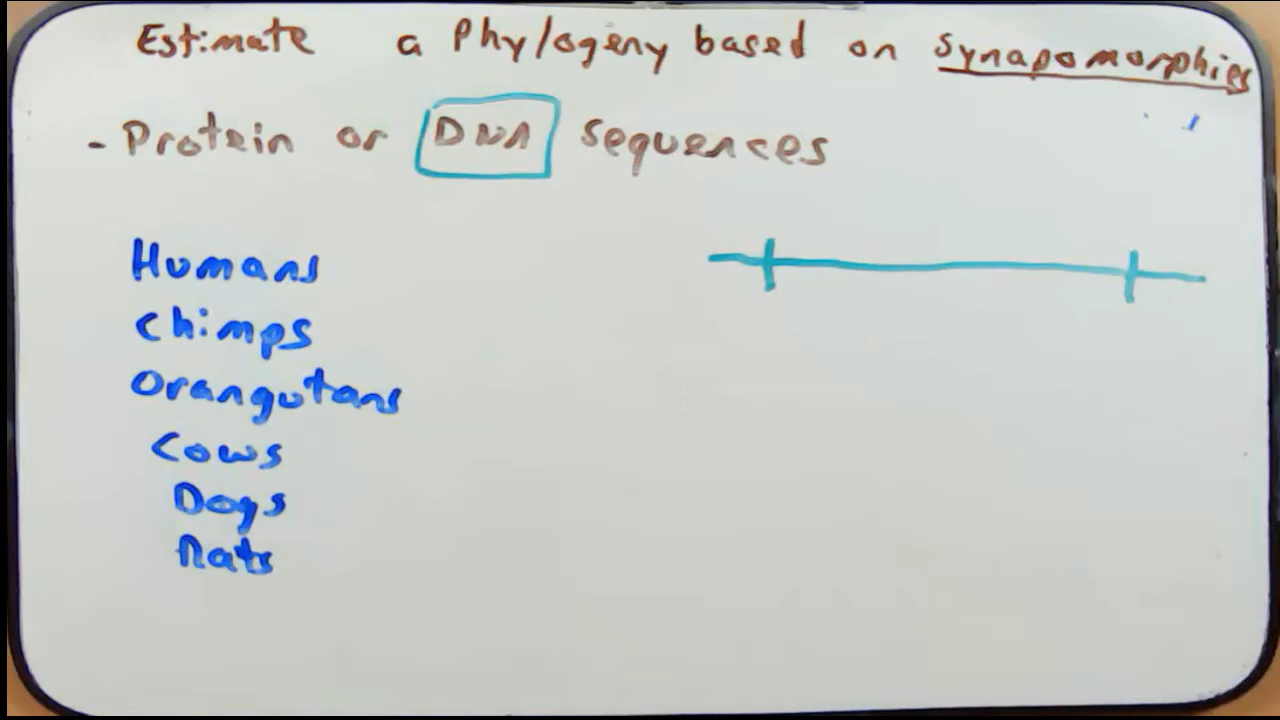 Estimate a Phylogeny based on Synapomorphies
- Protein or DNA sequences
Humans
Chimps
Orangutans
Cows
Dogs
Rats